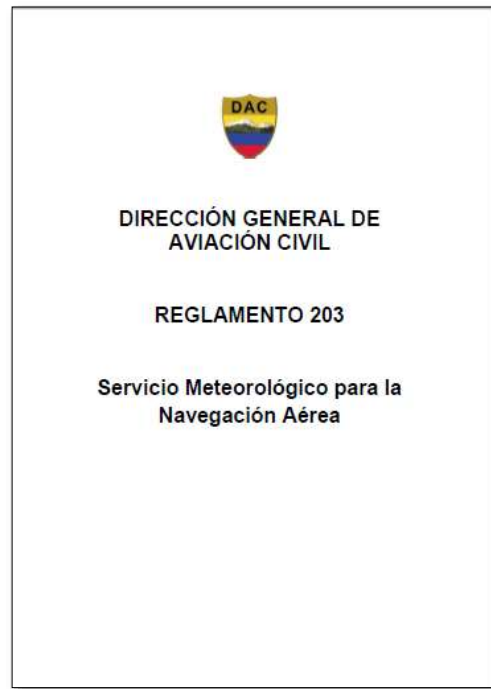 DAC
DIRECCIÓN GENERAL DE
AVIACIÓN CIVIL
REGLAMENTO 203
Servicio Meteorológico para la
Navegación Aérea